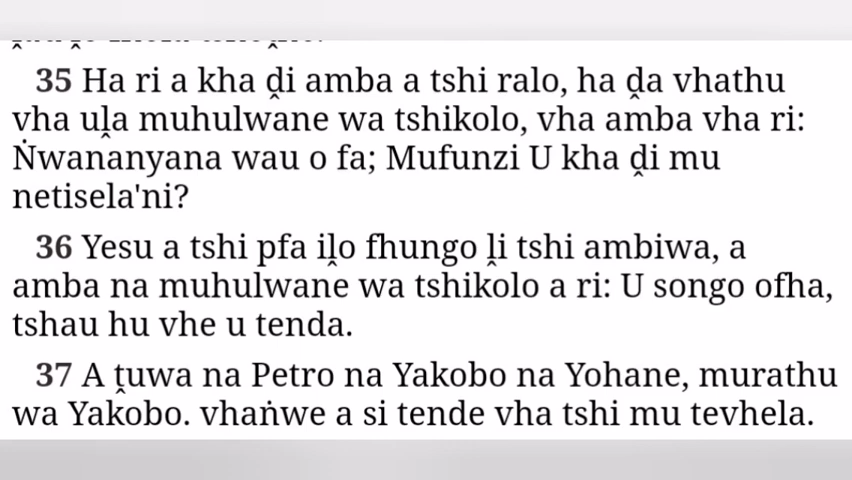 35 Ha ri a kha ḓi amba a tshi ralo, ha ḓa vhathu
vha uḽa muhulwane wa tshikolo, vha amba vha ri:
Ṅwananyana wau o fa; Mufunzi U kha ḓi mu
netisela'ni?
36 Yesu a tshi pfa iḽo fhungo ḽi tshi ambiwa, a
amba na muhulwane wa tshikolo a ri: U songo ofha,
tshau hu vhe u tenda.
37 A ṱuwa na Petro na Yakobo na Yohane, murathu
wa Yakobo. vhaṅwe a si tende vha tshi mu tevhela.